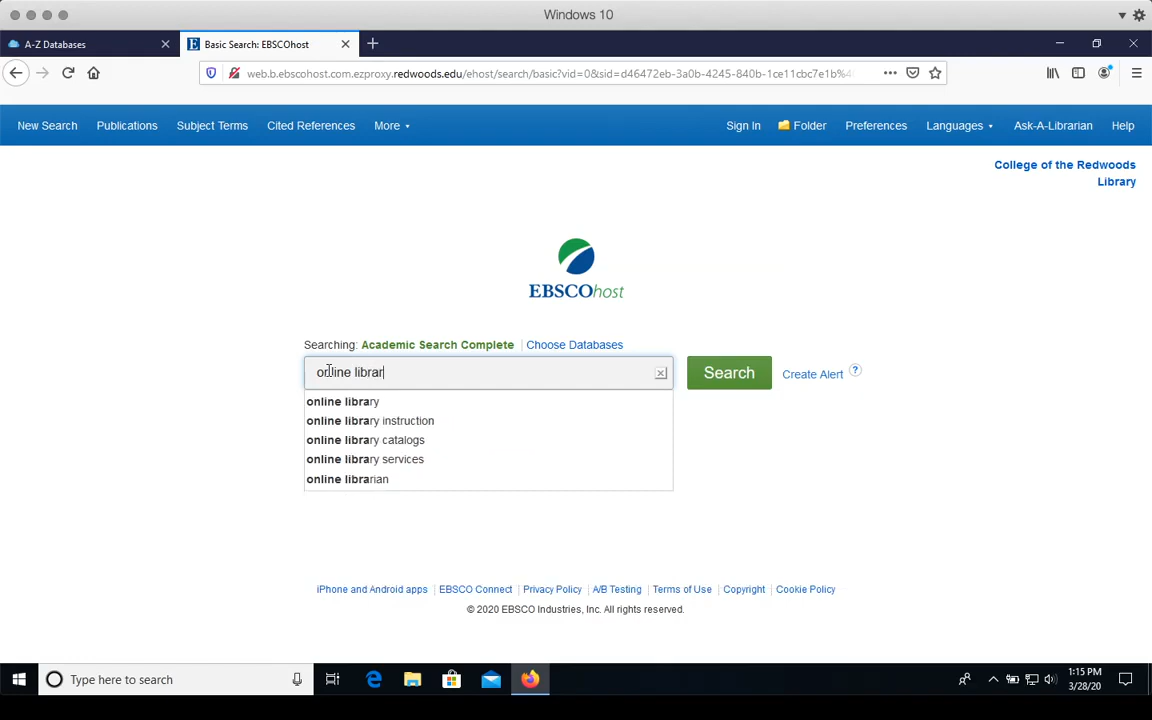 Windows 10
A-Z Databases
Basic Search: EBSCOhost
web.b.ebscohost.com.ezproxy.redwoods.edu/ehost/search/basic?vid=0&sid=d46472eb-3a0b-4245-840b-1ce11cbc7e1b%4
New Search Publications Subject Terms Cited References More Sign In Folder Preferences Languages Ask-A-Librarian Help
College of the Redwoods
Library
EBSCOhost
Searching: Academic Search Complete Choose Databases
online librar
Search
Create Alert ?
online library
online library instruction
online library catalogs
online library services
online librarian
iPhone and Android apps EBSCO Connect Privacy Policy A/B Testing Terms of Use Copyright Cookie Policy
© 2020 EBSCO Industries, Inc. All rights reserved.
Type here to search
1:15 PM
3/28/20